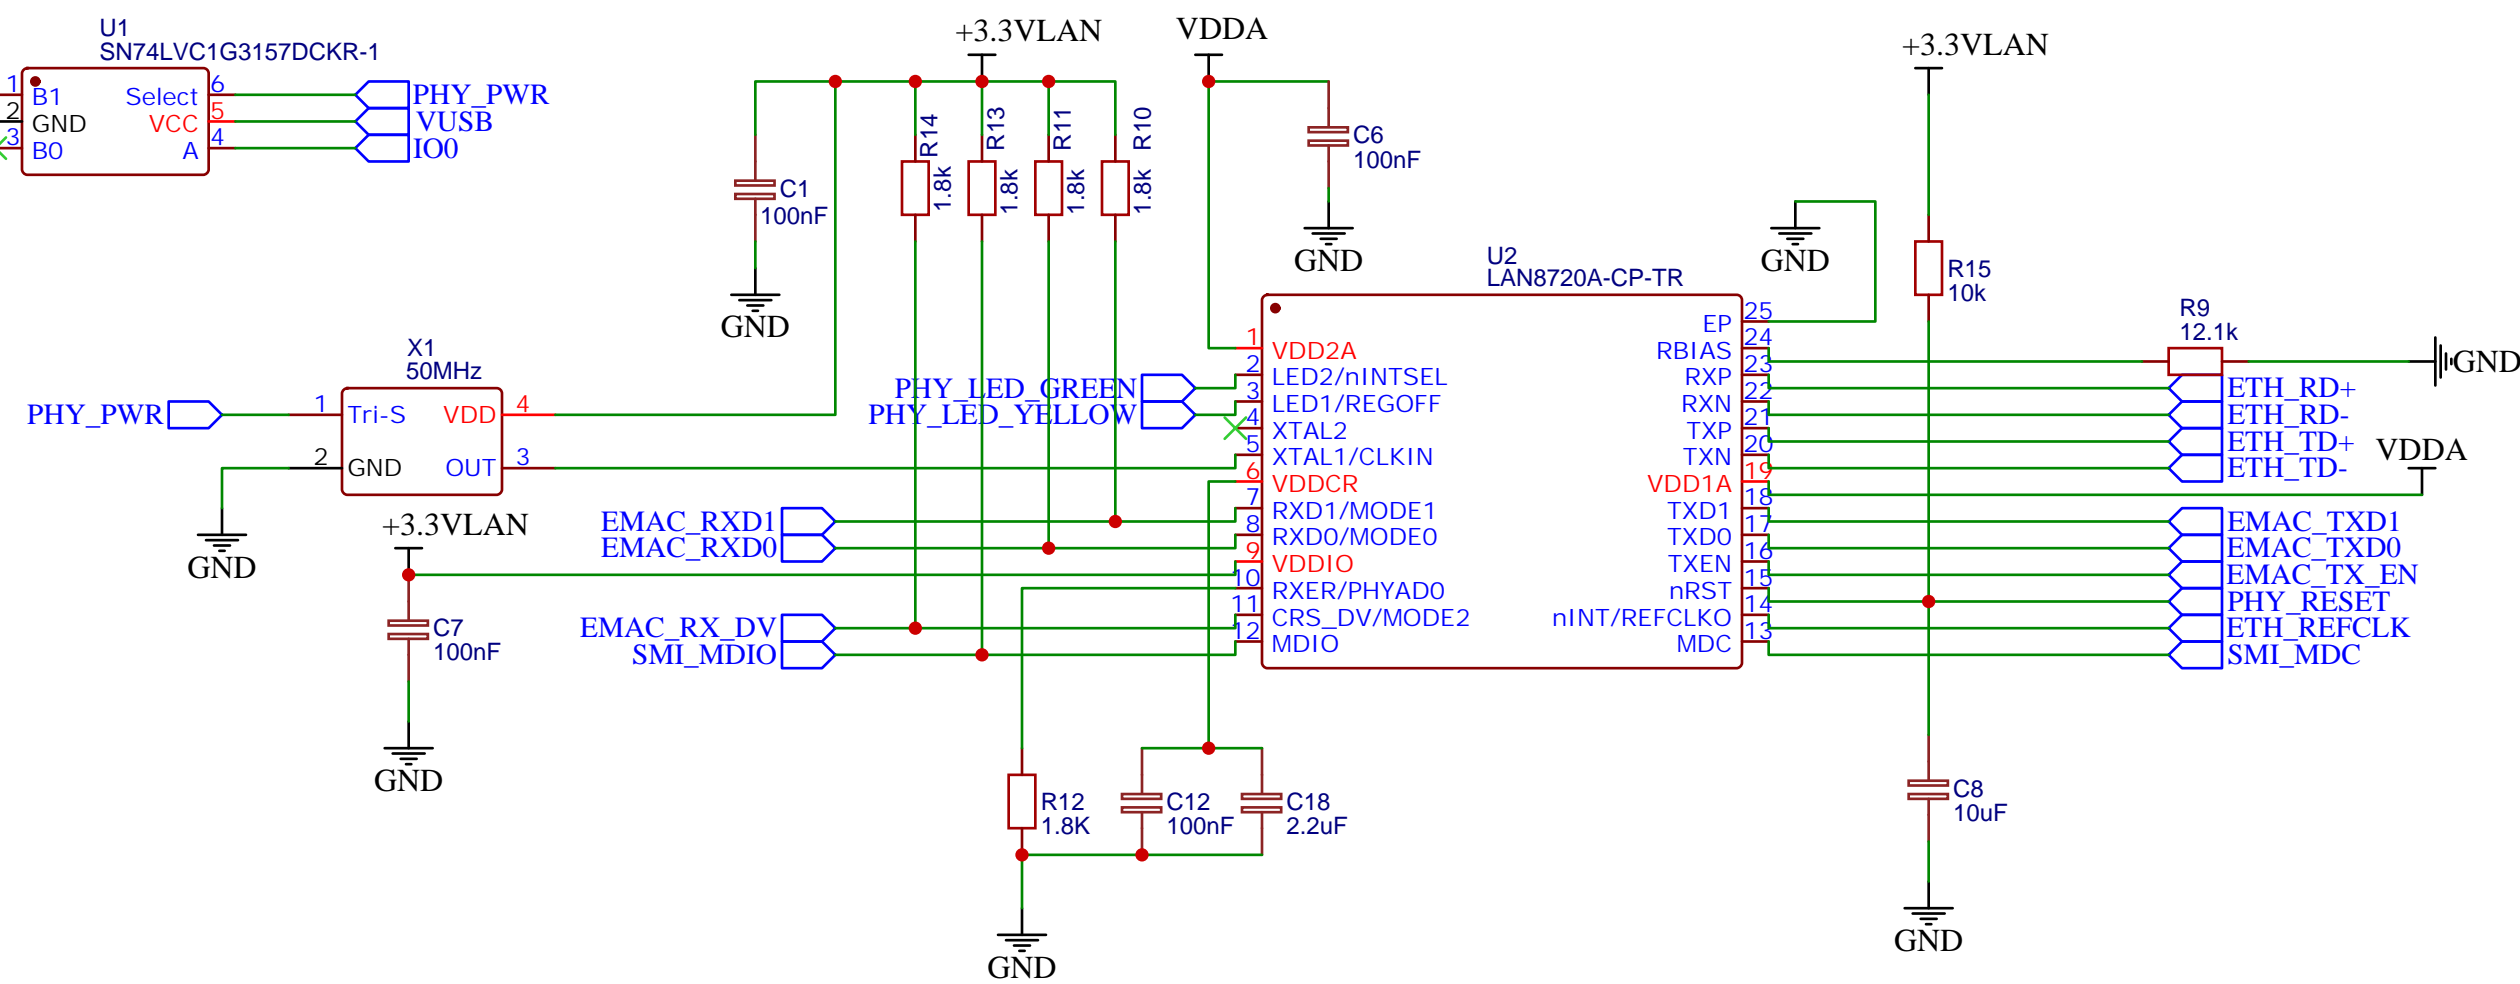 U1
SN74LVC1G3157DCKR-1
1
B1
2
GND
3
B0
Select
6
VCC
5
A
4
PHY_PWR
VUSB
IO0
+3.3VLAN
VDDA
+3.3VLAN
C1
100nF
GND
R14
1.8k
R13
1.8k
R11
1.8k
R10
1.8k
C6
100nF
GND
GND
R15
10k
R9
12.1k
GND
X1
50MHz
PHY_PWR
1
Tri-S
VDD
4
2
GND
OUT
3
GND
+3.3VLAN
C7
100nF
GND
U2
LAN8720A-CP-TR
PHY_LED_GREEN
PHY_LED_YELLOW
EMAC_RXD1
EMAC_RXD0
EMAC_RX_DV
SMI_MDIO
1
VDD2A
2
LED2/nINTSEL
3
LED1/REGOFF
4
XTAL2
5
XTAL1/CLKIN
6
VDDCR
7
RXD1/MODE1
8
RXD0/MODE0
9
VDDIO
10
RXER/PHYAD0
11
CRS_DV/MODE2
12
MDIO
EP
25
RBIAS
24
RXP
23
RXN
22
TXP
21
TXN
20
VDD1A
19
TXD1
18
TXD0
17
TXEN
16
nRST
15
nINT/REFCLKO
14
MDC
13
ETH_RD+
ETH_RD-
ETH_TD+
ETH_TD-
VDDA
EMAC_TXD1
EMAC_TXD0
EMAC_TX_EN
PHY_RESET
ETH_REFCLK
SMI_MDC
R12
1.8K
C12
100nF
C18
2.2uF
GND
C8
10uF
GND